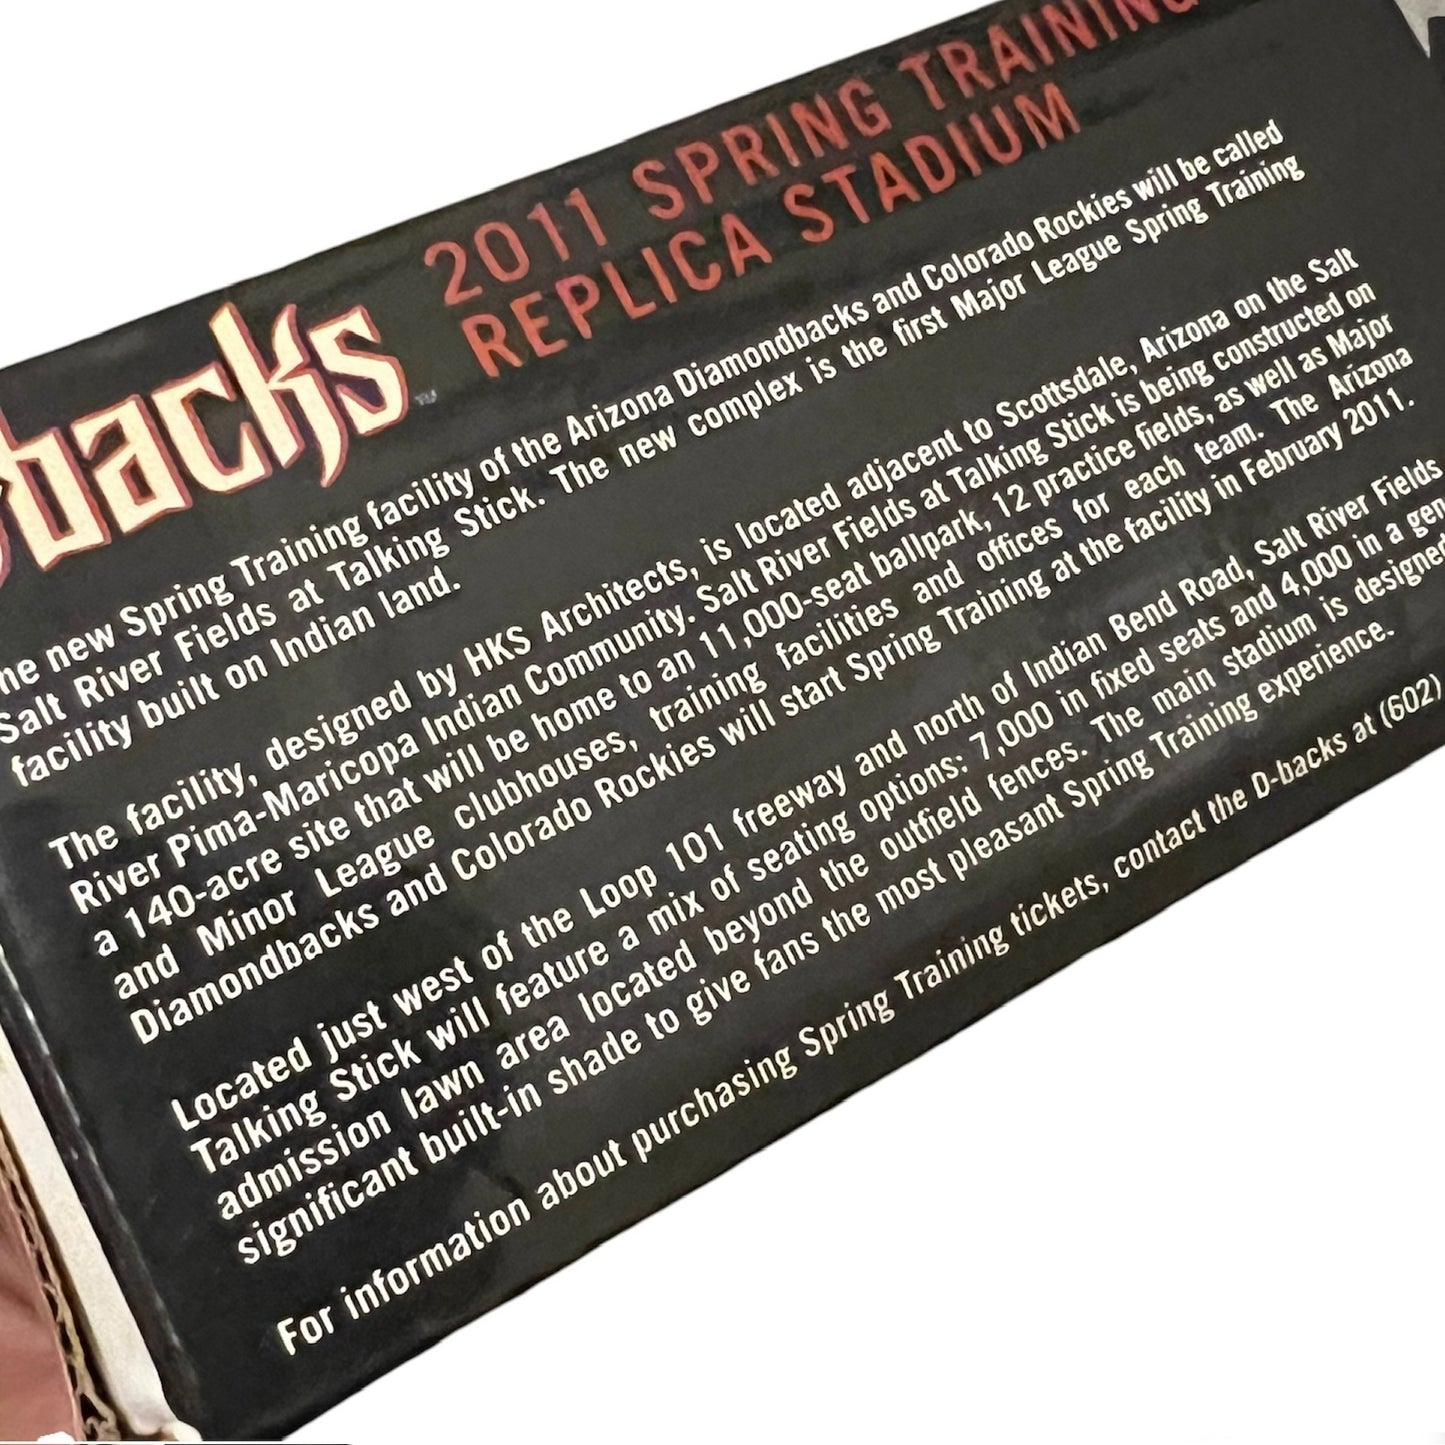 backs
2011 SPRING TRAINING
REPLICA STADIUM
he new Spring Training facility of the Arizona Diamondbacks and Colorado Rockies will be called
Salt River Fields at Talking Stick. The new complex is the first Major League Spring Training
facility built on Indian land.
The facility, designed by HKS Architects, is located adjacent to Scottsdale, Arizona on the Salt
River Pima-Maricopa Indian Community. Salt River Fields at Talking Stick is being constructed on
a 140-acre site that will be home to an 11,000-seat ballpark, 12 practice fields, as well as Major
and Minor League clubhouses, training facilities and offices for each team. The Arizona
Diamondbacks and Colorado Rockies will start Spring Training at the facility in February 2011.
Located just west of the Loop 101 freeway and north of Indian Bend Road, Salt River Fields
Talking Stick will feature a mix of seating options: 7,000 in fixed seats and 4,000 in a gen
admission lawn area located beyond the outfield fences. The main stadium is designed
significant built-in shade to give fans the most pleasant Spring Training experience.
For information about purchasing Spring Training tickets, contact the D-backs at (602)